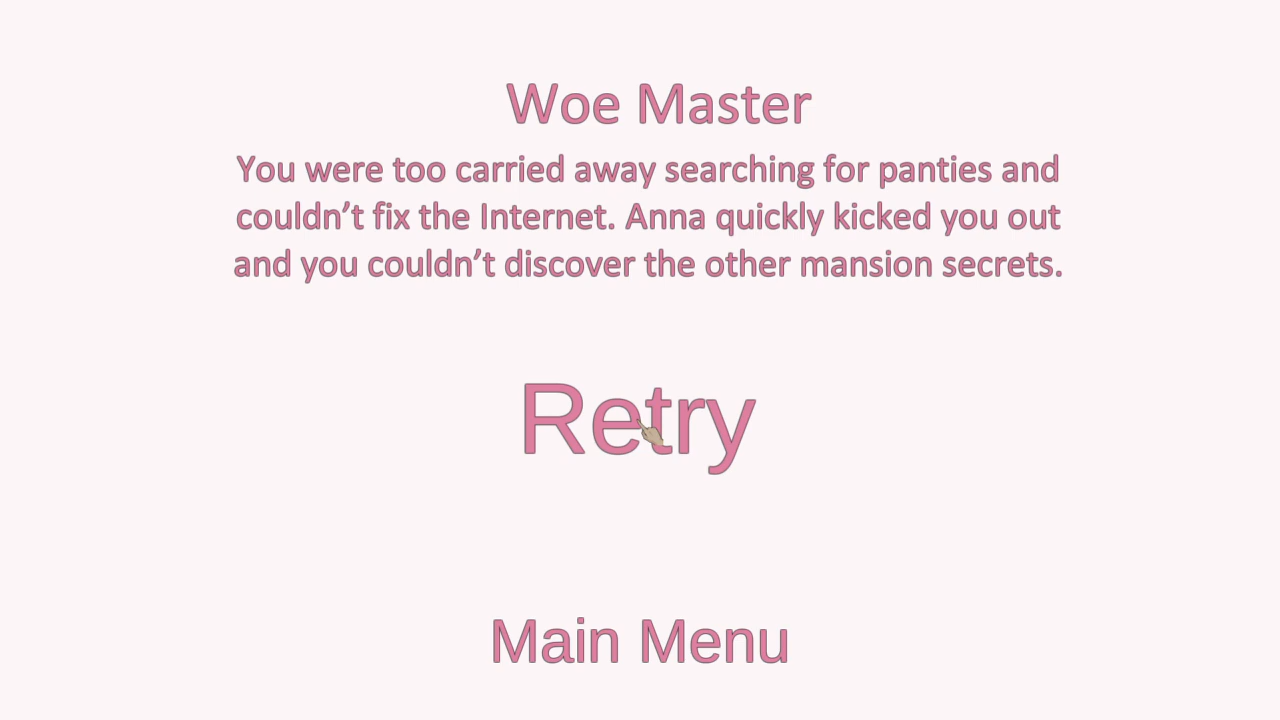 Woe Master
You were too carried away searching for panties and
couldn’t fix the Internet. Anna quickly kicked you out
and you couldn’t discover the other mansion secrets.
Retry
Main Menu